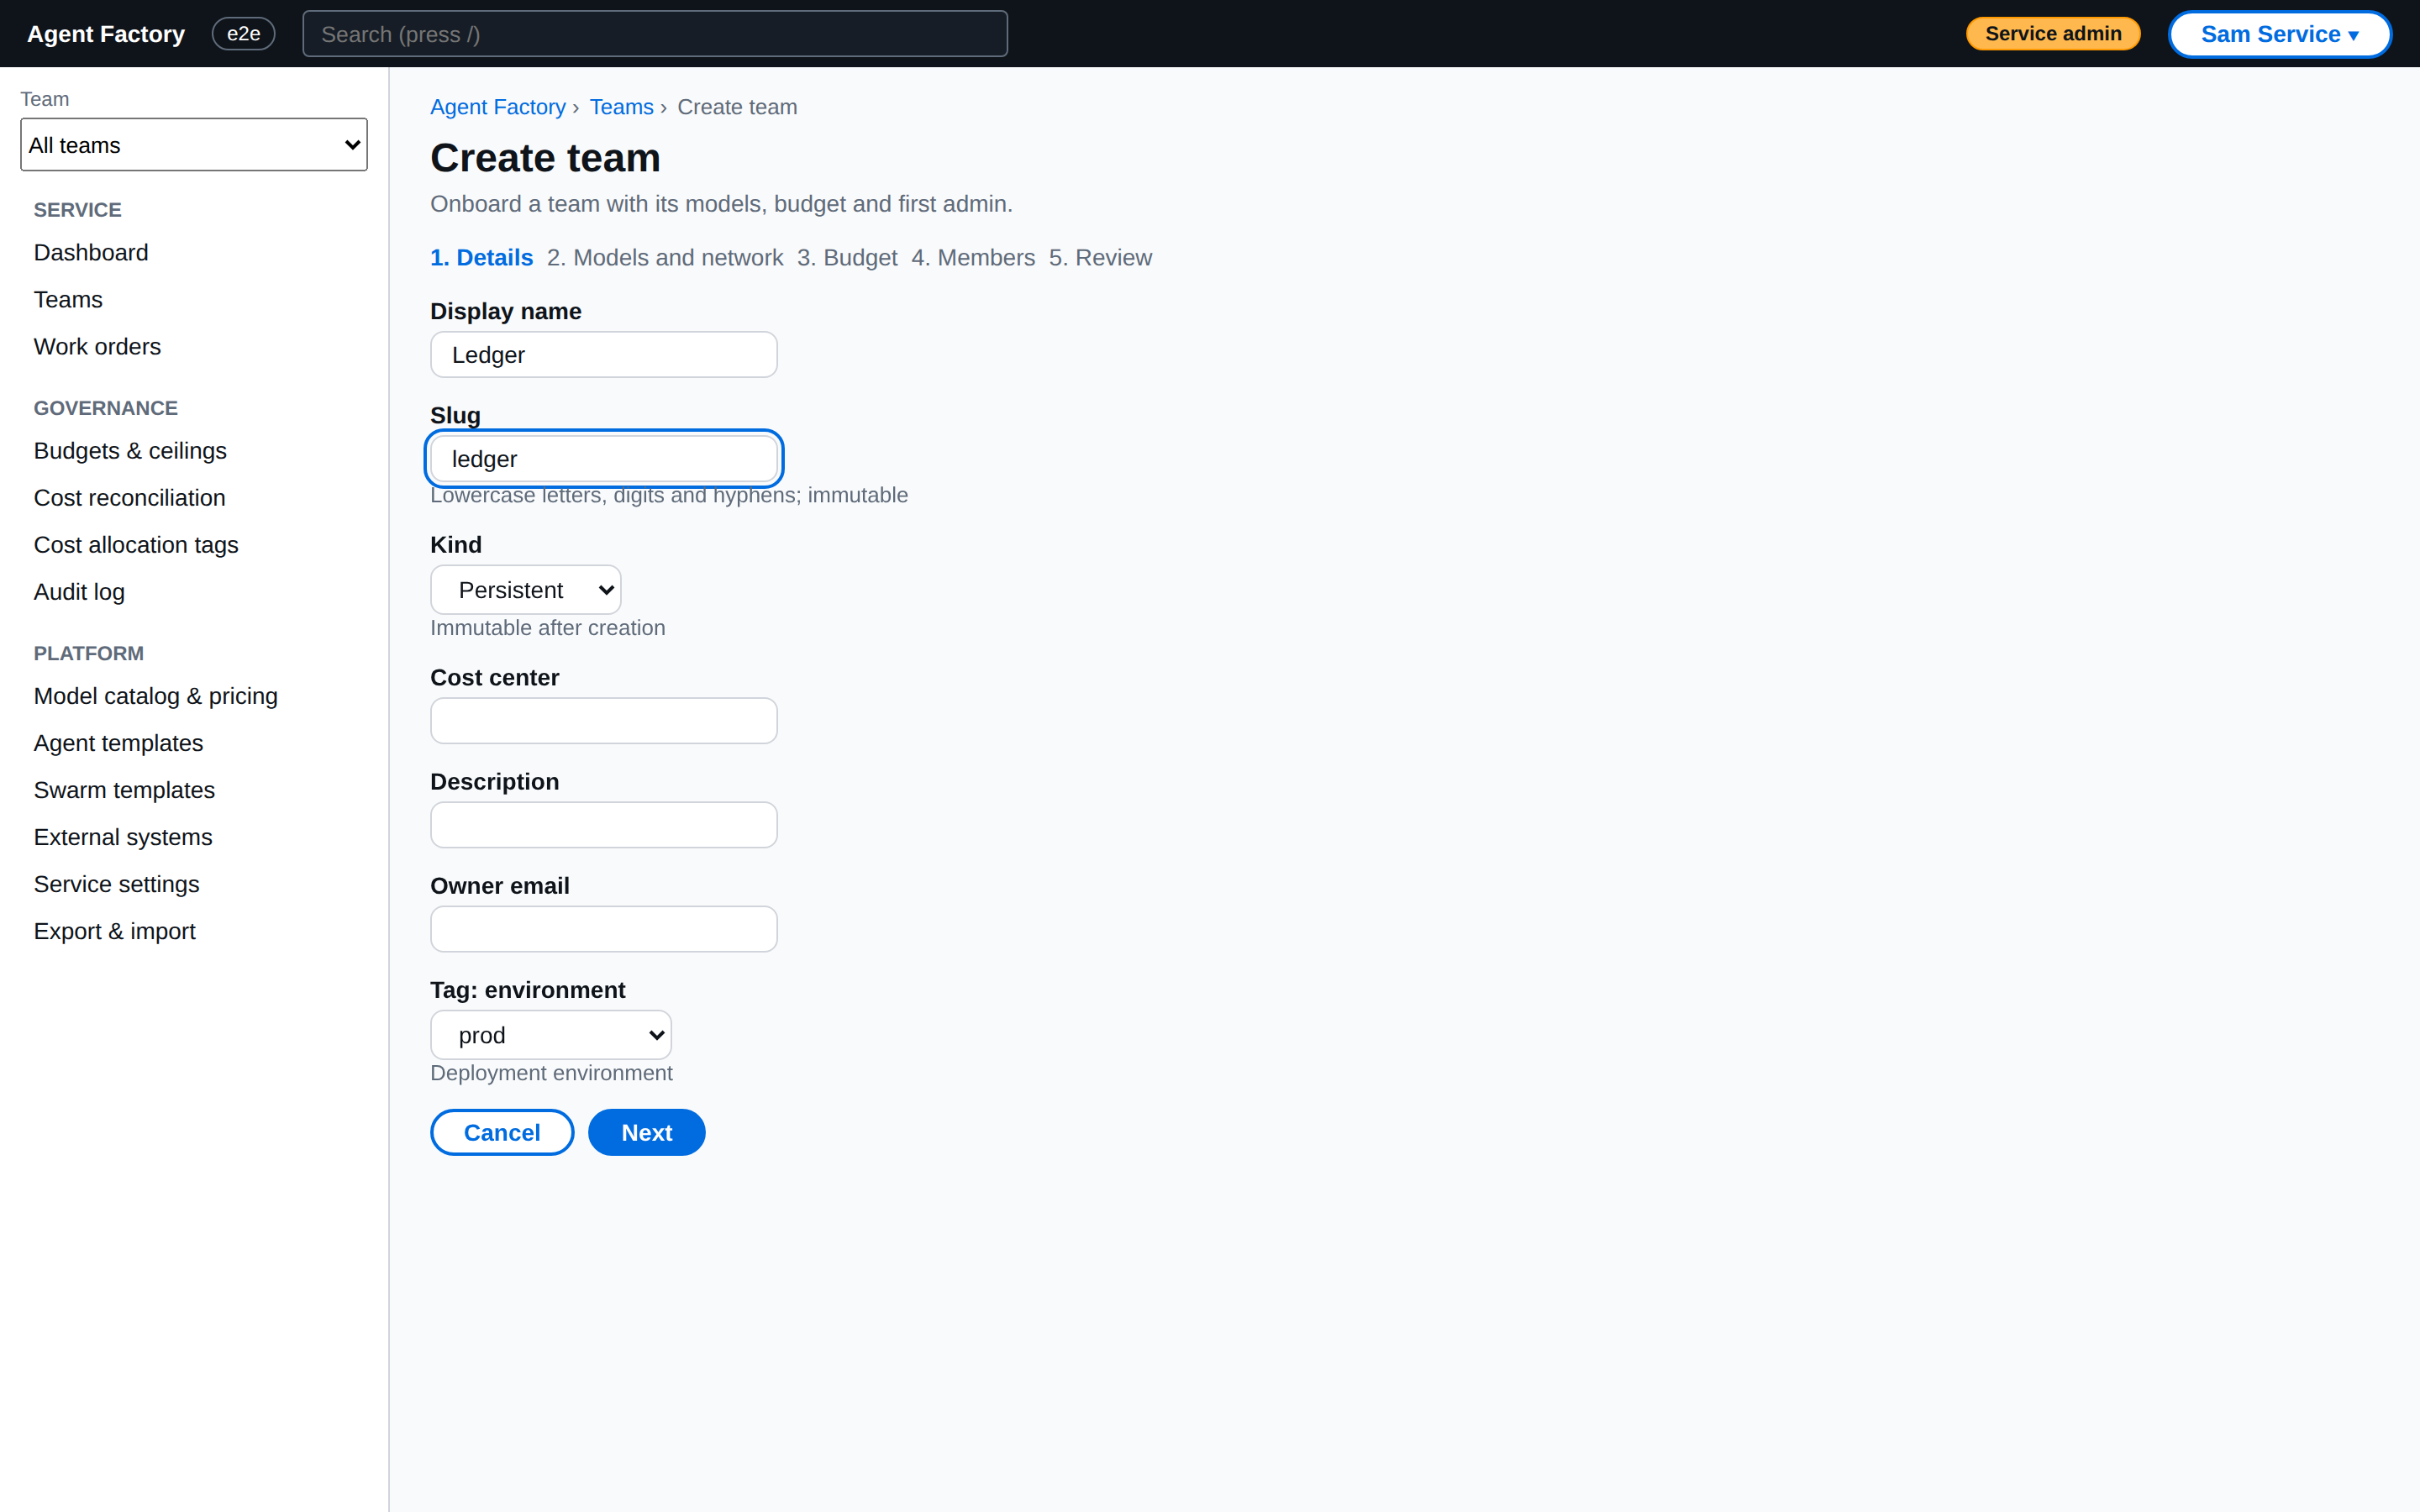 Agent Factory e2e Search (press /) Service admin Sam Service ▾
Team
All teams
SERVICE
Dashboard
Teams
Work orders
GOVERNANCE
Budgets & ceilings
Cost reconciliation
Cost allocation tags
Audit log
PLATFORM
Model catalog & pricing
Agent templates
Swarm templates
External systems
Service settings
Export & import
Agent Factory › Teams › Create team
Create team
Onboard a team with its models, budget and first admin.
1. Details 2. Models and network 3. Budget 4. Members 5. Review
Display name
Ledger
Slug
ledger
Lowercase letters, digits and hyphens; immutable
Kind
Persistent
Immutable after creation
Cost center
Description
Owner email
Tag: environment
prod
Deployment environment
Cancel Next